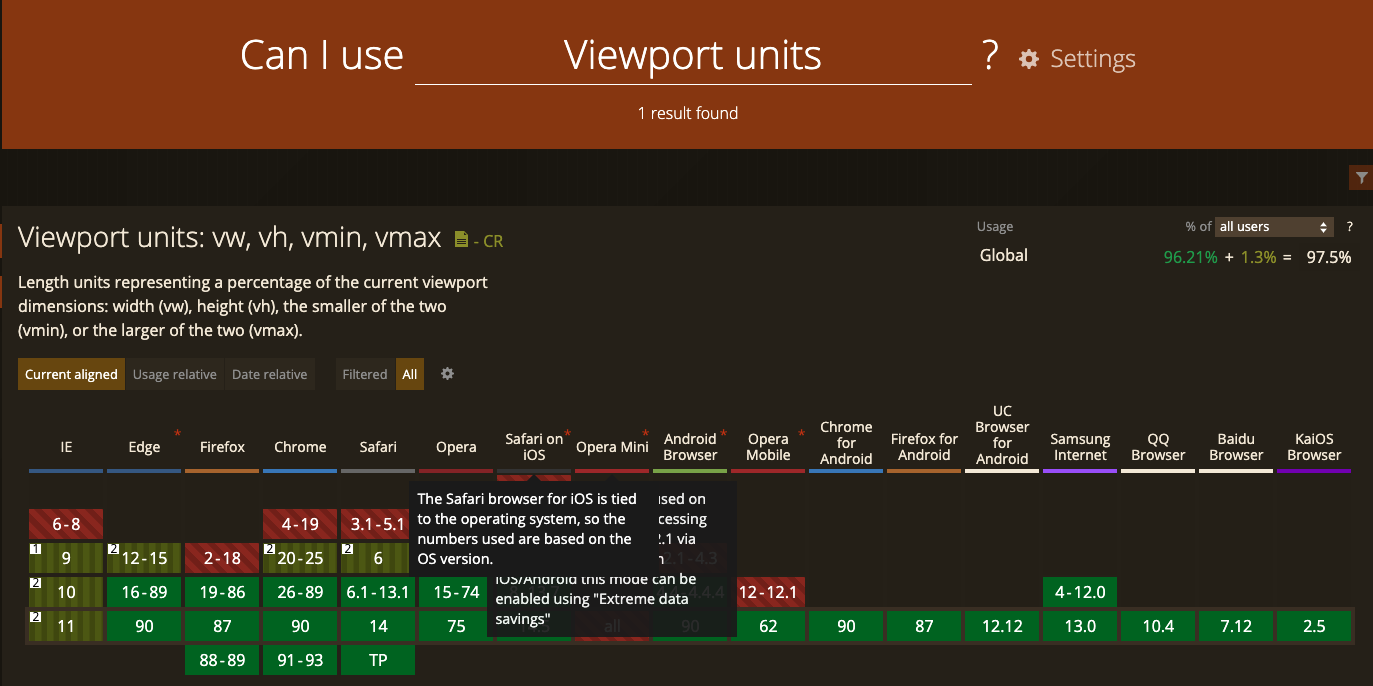 Can I use Viewport units ? Settings
1 result found
Viewport units: vw, vh, vmin, vmax - CR
Usage % of all users ?
Global 96.21% + 1.3% = 97.5%
Length units representing a percentage of the current viewport
dimensions: width (vw), height (vh), the smaller of the two
(vmin), or the larger of the two (vmax).
Current aligned Usage relative Date relative Filtered All
IE
Edge *
Firefox
Chrome
Safari
Opera
Safari on *
iOS
Opera Mini *
Android *
Browser
Opera *
Mobile
Chrome
for
Android
Firefox for
Android
UC
Browser
for
Android
Samsung
Internet
QQ
Browser
Baidu
Browser
KaiOS
Browser
The Safari browser for iOS is tied
to the operating system, so the
numbers used are based on the
OS version.
used on
cessing
2.1 via
iOS/Android this mode can be
enabled using "Extreme data
savings"
6-8 4-19 3.1-5.1
1 9 2 12-15 2-18 2 20-25 2 6 2.1-4.3
2 10 16-89 19-86 26-89 6.1-13.1 15-74 4.4.4 12-12.1 4-12.0
2 11 90 87 90 14 75 all 90 62 90 87 12.12 13.0 10.4 7.12 2.5
88-89 91-93 TP